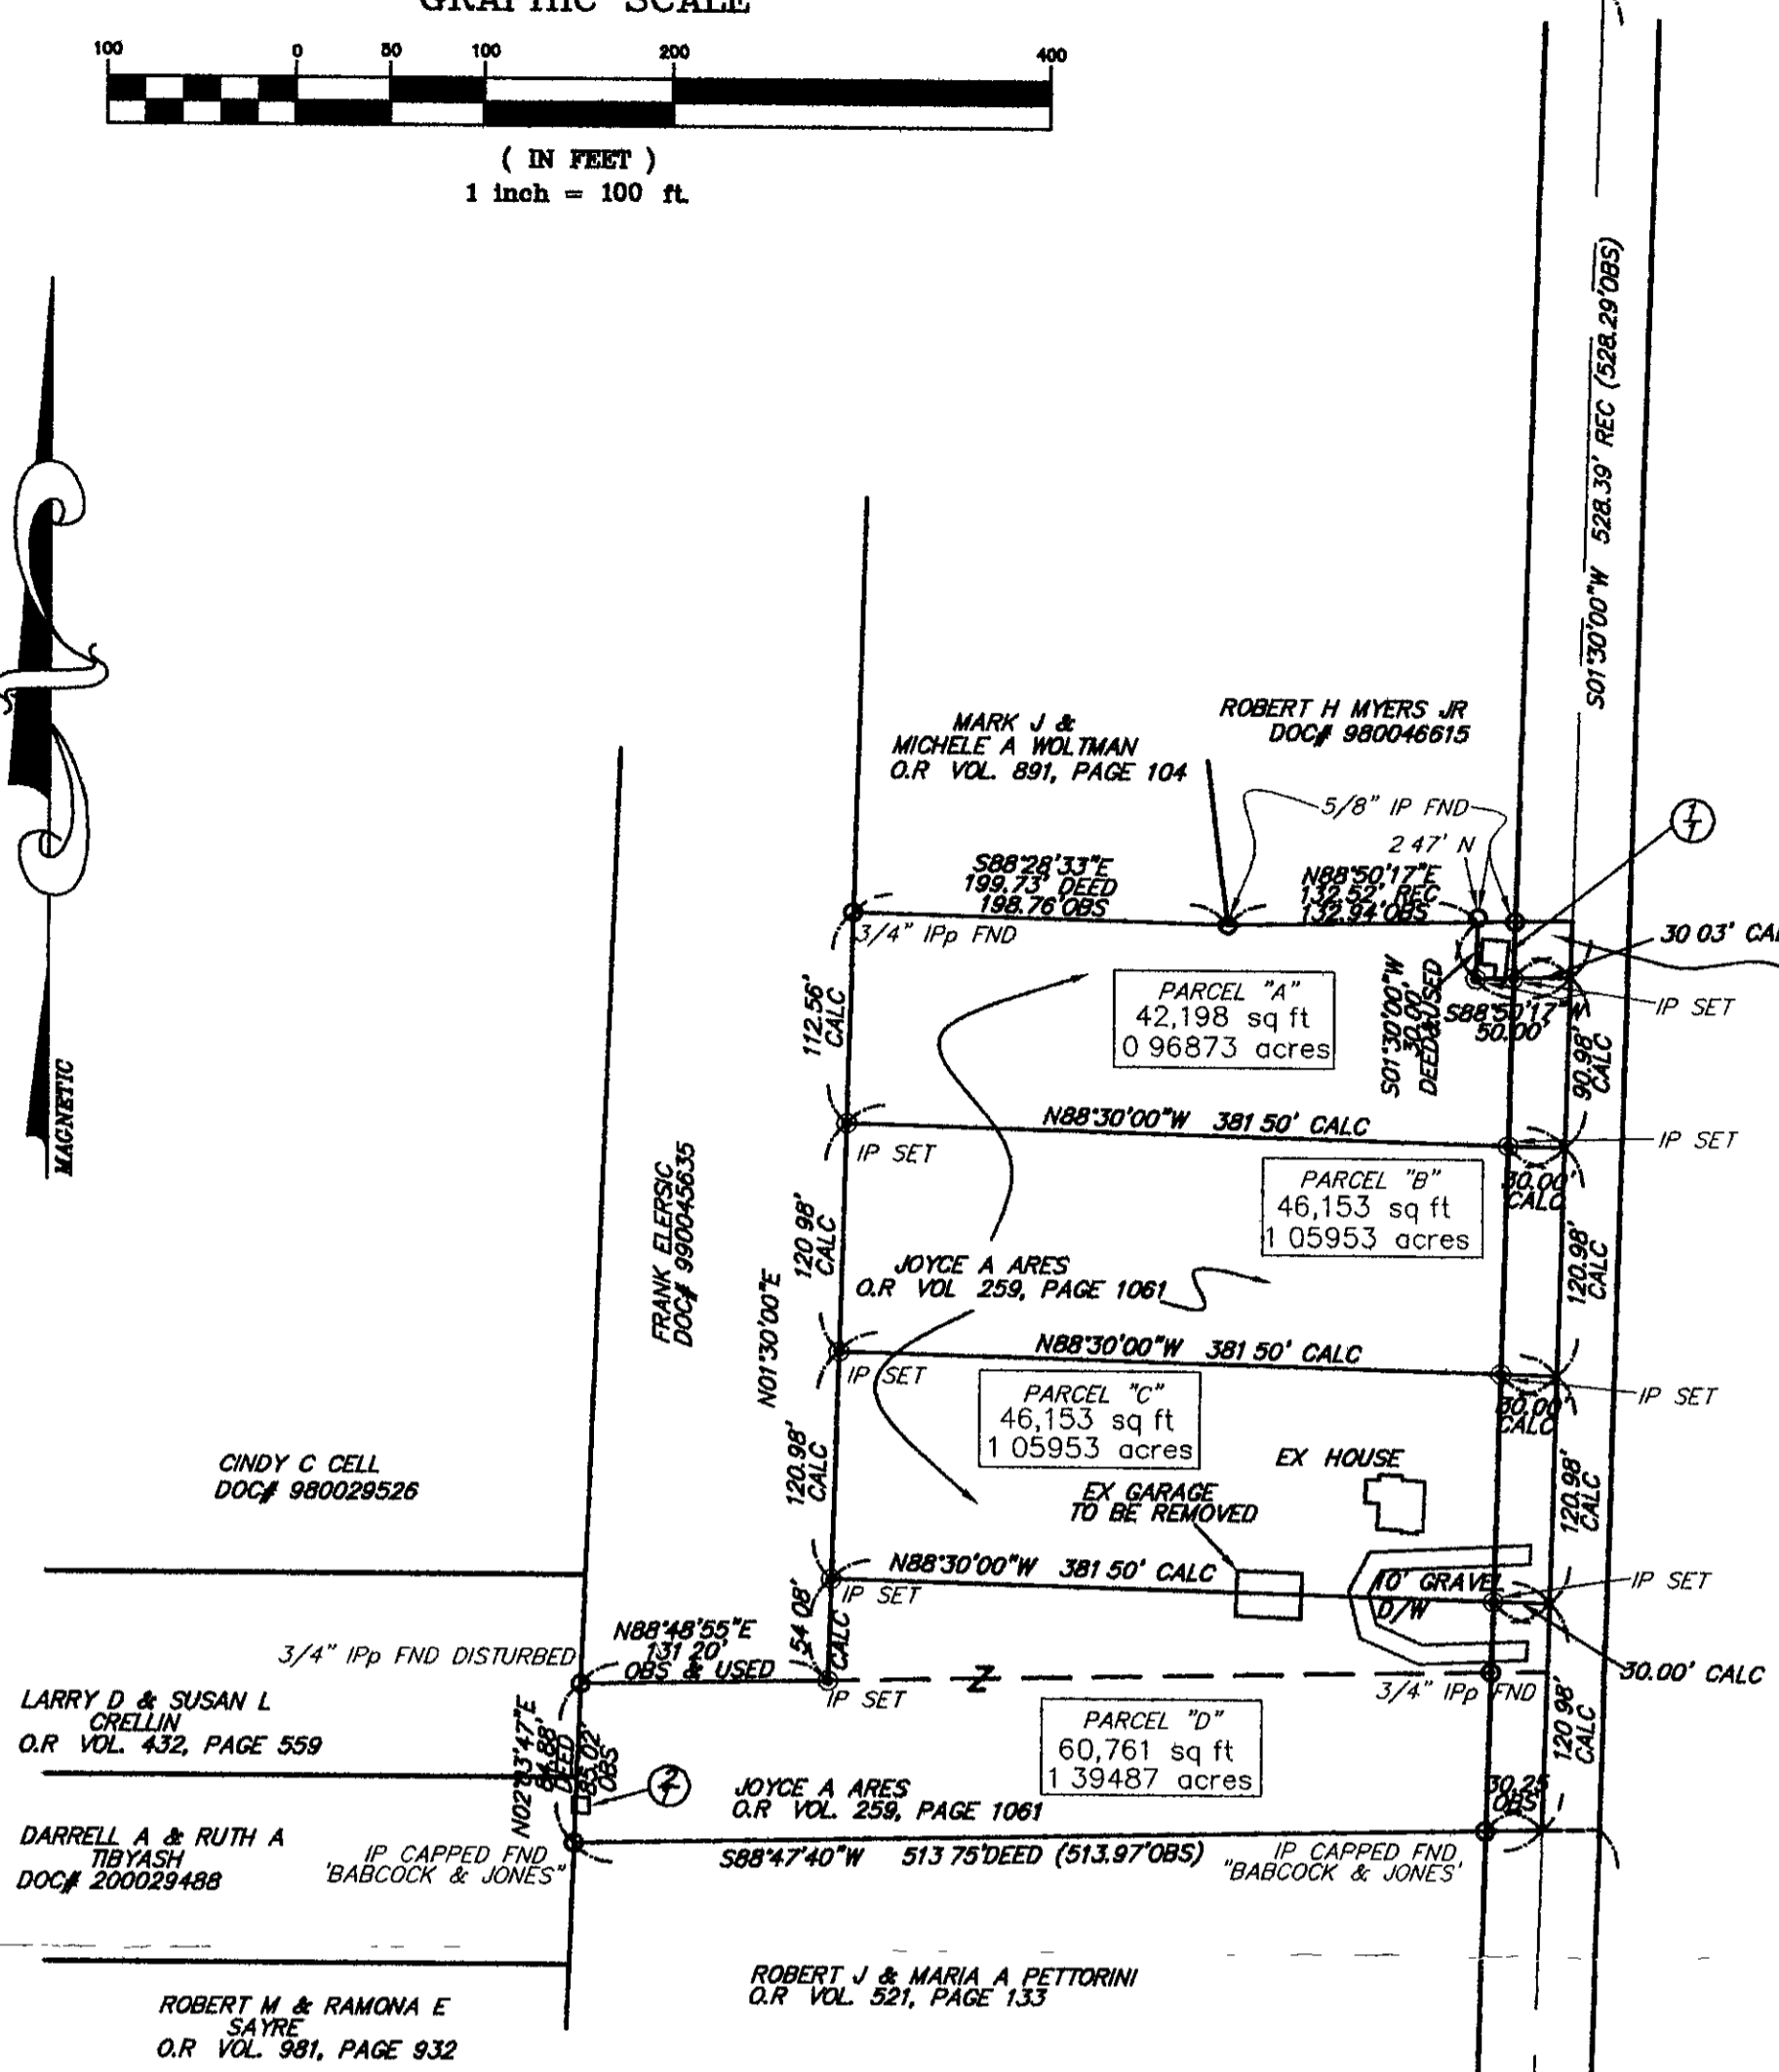 GRAPHIC SCALE
100 0 50 100 200 400
( IN FEET )
1 inch = 100 ft.
MAGNETIC
S01°30'00"W 528.39' REC (528.29'OBS)
MARK J &
MICHELE A WOLTMAN
O.R VOL. 891, PAGE 104
ROBERT H MYERS JR
DOC# 980046615
5/8" IP FND
2 47' N
1/T
S88°28'33"E
199.73' DEED
198.76'OBS
N88°50'17"E
132.52' REC
132.94'OBS
3/4" IPp FND
30 03'
IP SET
S88°50'17"W
50.00'
S01°30'00"W
30.00'
DEED&USED
90.98'
CALC
112.56'
CALC
PARCEL "A"
42,198 sq ft
0 96873 acres
N88°30'00"W 381 50' CALC
IP SET
IP SET
30.00'
CALC
PARCEL "B"
46,153 sq ft
1 05953 acres
120 98'
CALC
120.98'
CALC
FRANK ELERSIC
DOC# 990045635
N01°30'00"E
JOYCE A ARES
O.R VOL 259, PAGE 1061
N88°30'00"W 381 50' CALC
IP SET
IP SET
30.00'
CALC
PARCEL "C"
46,153 sq ft
1 05953 acres
120.98'
CALC
120.98'
CALC
EX HOUSE
EX GARAGE
TO BE REMOVED
CINDY C CELL
DOC# 980029526
N88°30'00"W 381 50' CALC
10' GRAVEL
D/W
IP SET
IP SET
30.00' CALC
54 08'
CALC
N88°48'55"E
131 20'
OBS & USED
3/4" IPp FND DISTURBED
IP SET
Z
3/4" IPp FND
LARRY D & SUSAN L
CRELLIN
O.R VOL. 432, PAGE 559
N02°03'47"E
84.88'
DEED
85.02'
OBS
2/T
PARCEL "D"
60,761 sq ft
1 39487 acres
120 98'
CALC
JOYCE A ARES
O.R VOL. 259, PAGE 1061
30.25
OBS
DARRELL A & RUTH A
TIBYASH
DOC# 200029488
IP CAPPED FND
'BABCOCK & JONES"
S88°47'40"W 513 75'DEED (513.97'OBS)
IP CAPPED FND
"BABCOCK & JONES'
ROBERT J & MARIA A PETTORINI
O.R VOL. 521, PAGE 133
ROBERT M & RAMONA E
SAYRE
O.R VOL. 981, PAGE 932